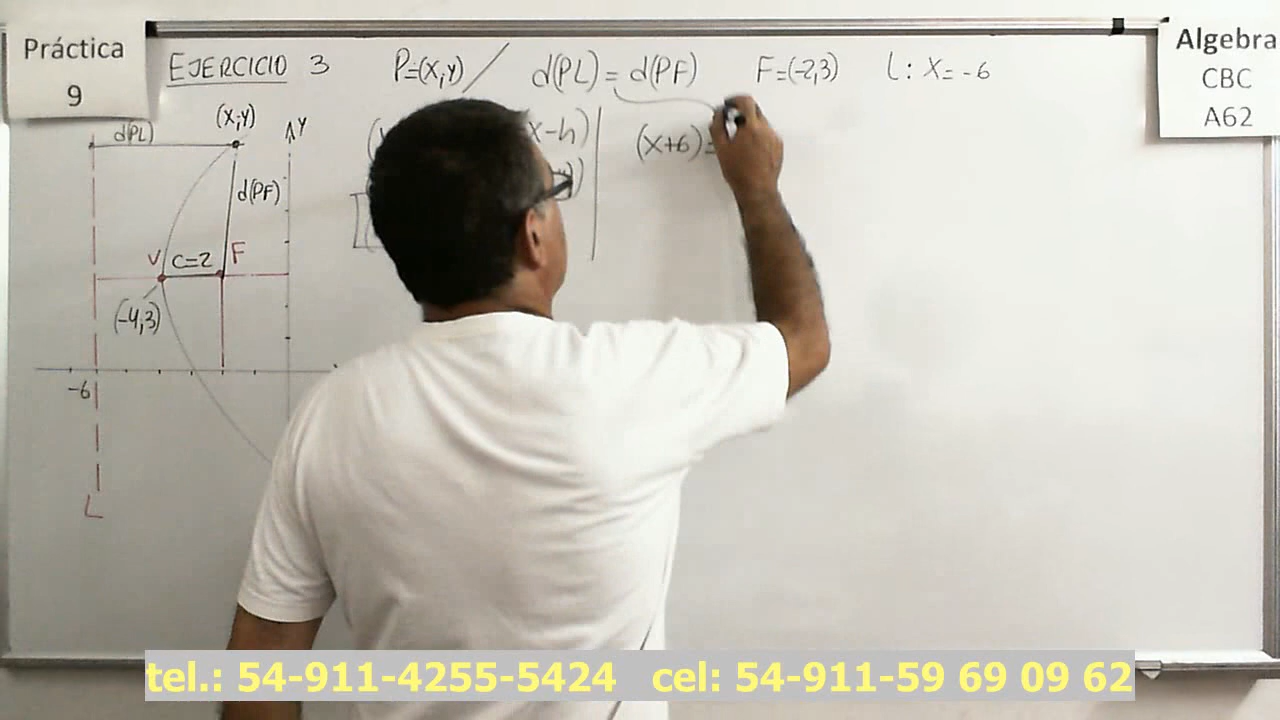 Práctica
9
Algebra
CBC
A62
EJERCICIO 3 P=(X,Y)/ d(PL)=d(PF) F=(-2,3) L: X=-6
d(PL)
(X,Y)
Y
x-h)
(x+6)=
d(PF)
V
C=2
F
(-4,3)
-6
L
tel.: 54-911-4255-5424 cel: 54-911-59 69 09 62